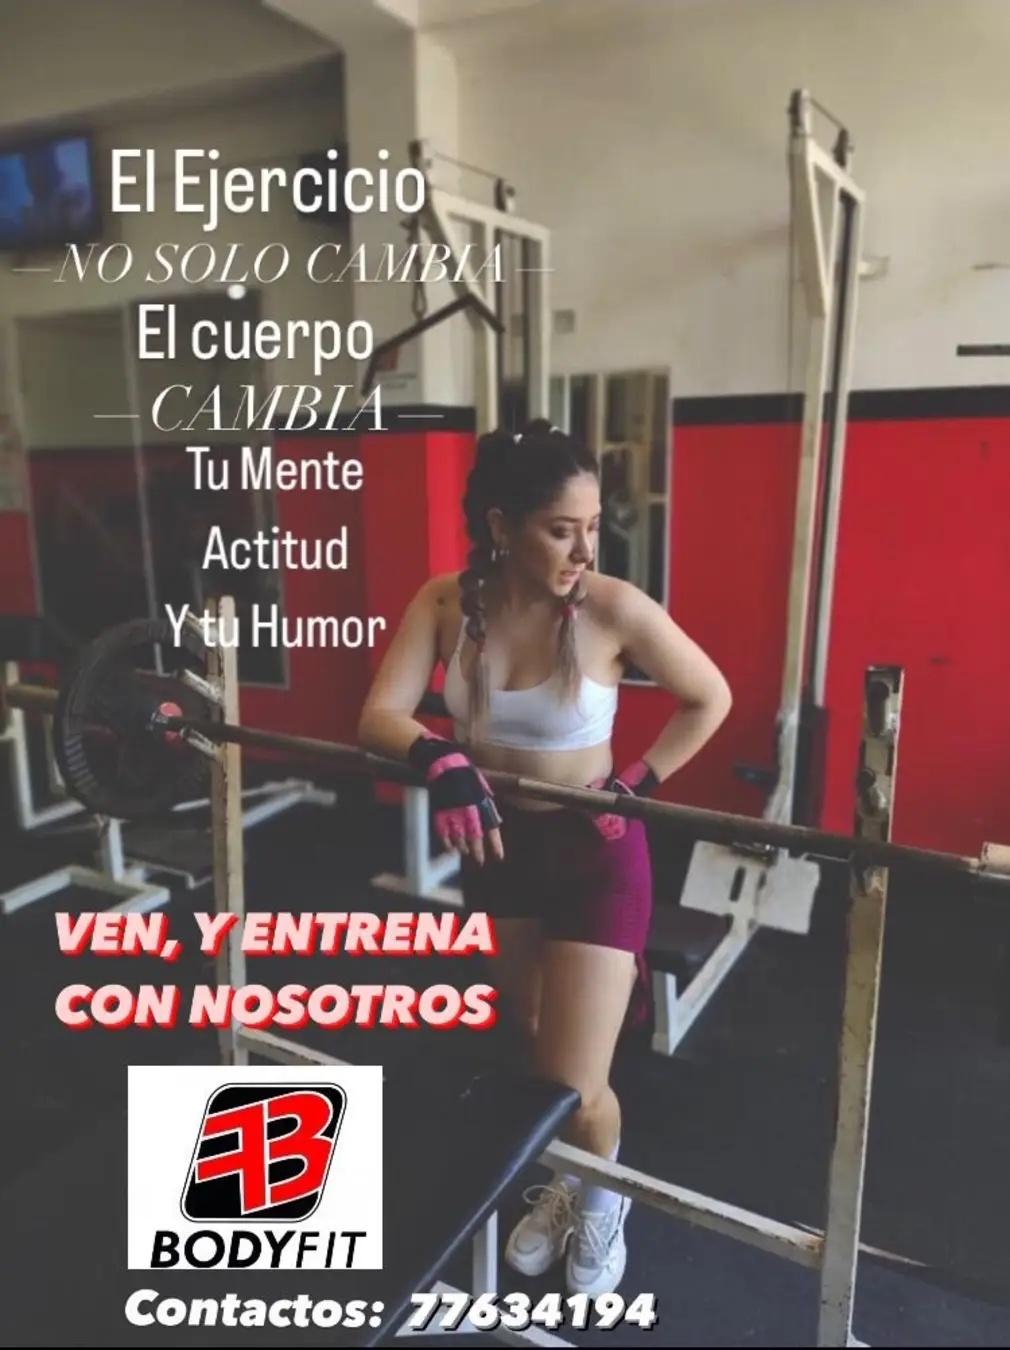 El Ejercicio
—NO SOLO CAMBIA—
El cuerpo
—CAMBIA—
Tu Mente
Actitud
Y tu Humor
VEN, Y ENTRENA
CON NOSOTROS
FB
BODYFIT
Contactos: 77634194